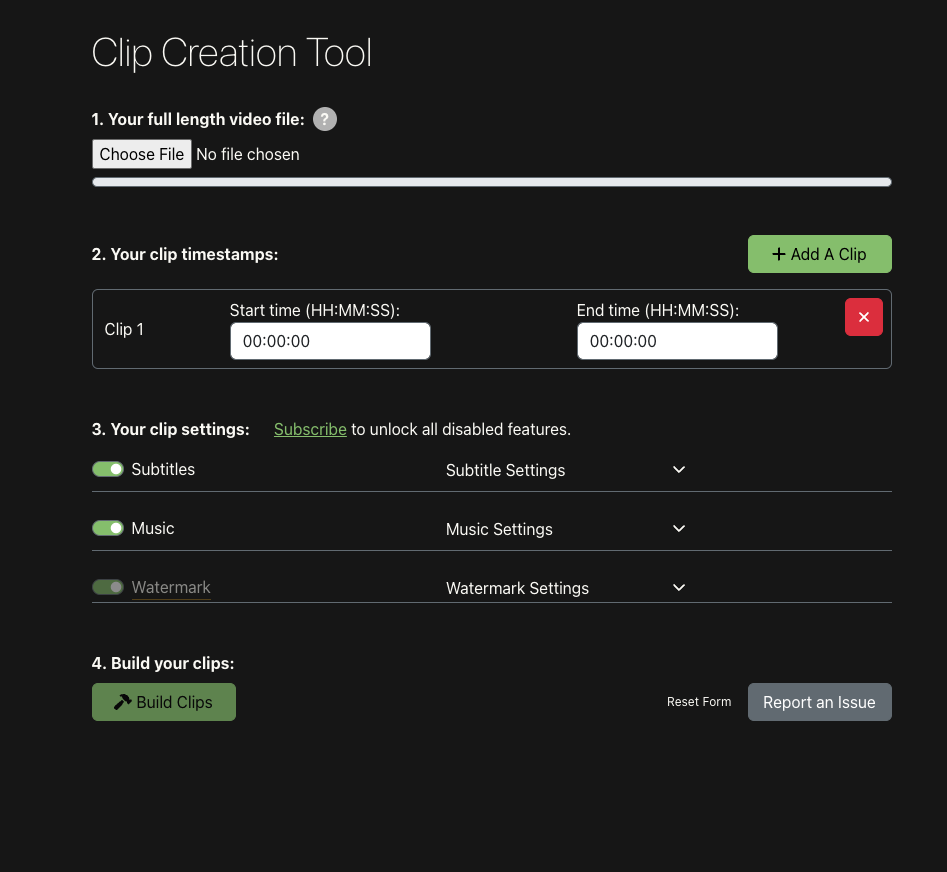 Clip Creation Tool
1. Your full length video file: ?
Choose File No file chosen
2. Your clip timestamps:
+ Add A Clip
Clip 1
Start time (HH:MM:SS):
00:00:00
End time (HH:MM:SS):
00:00:00
3. Your clip settings: Subscribe to unlock all disabled features.
Subtitles
Subtitle Settings
Music
Music Settings
Watermark
Watermark Settings
4. Build your clips:
Build Clips
Reset Form
Report an Issue